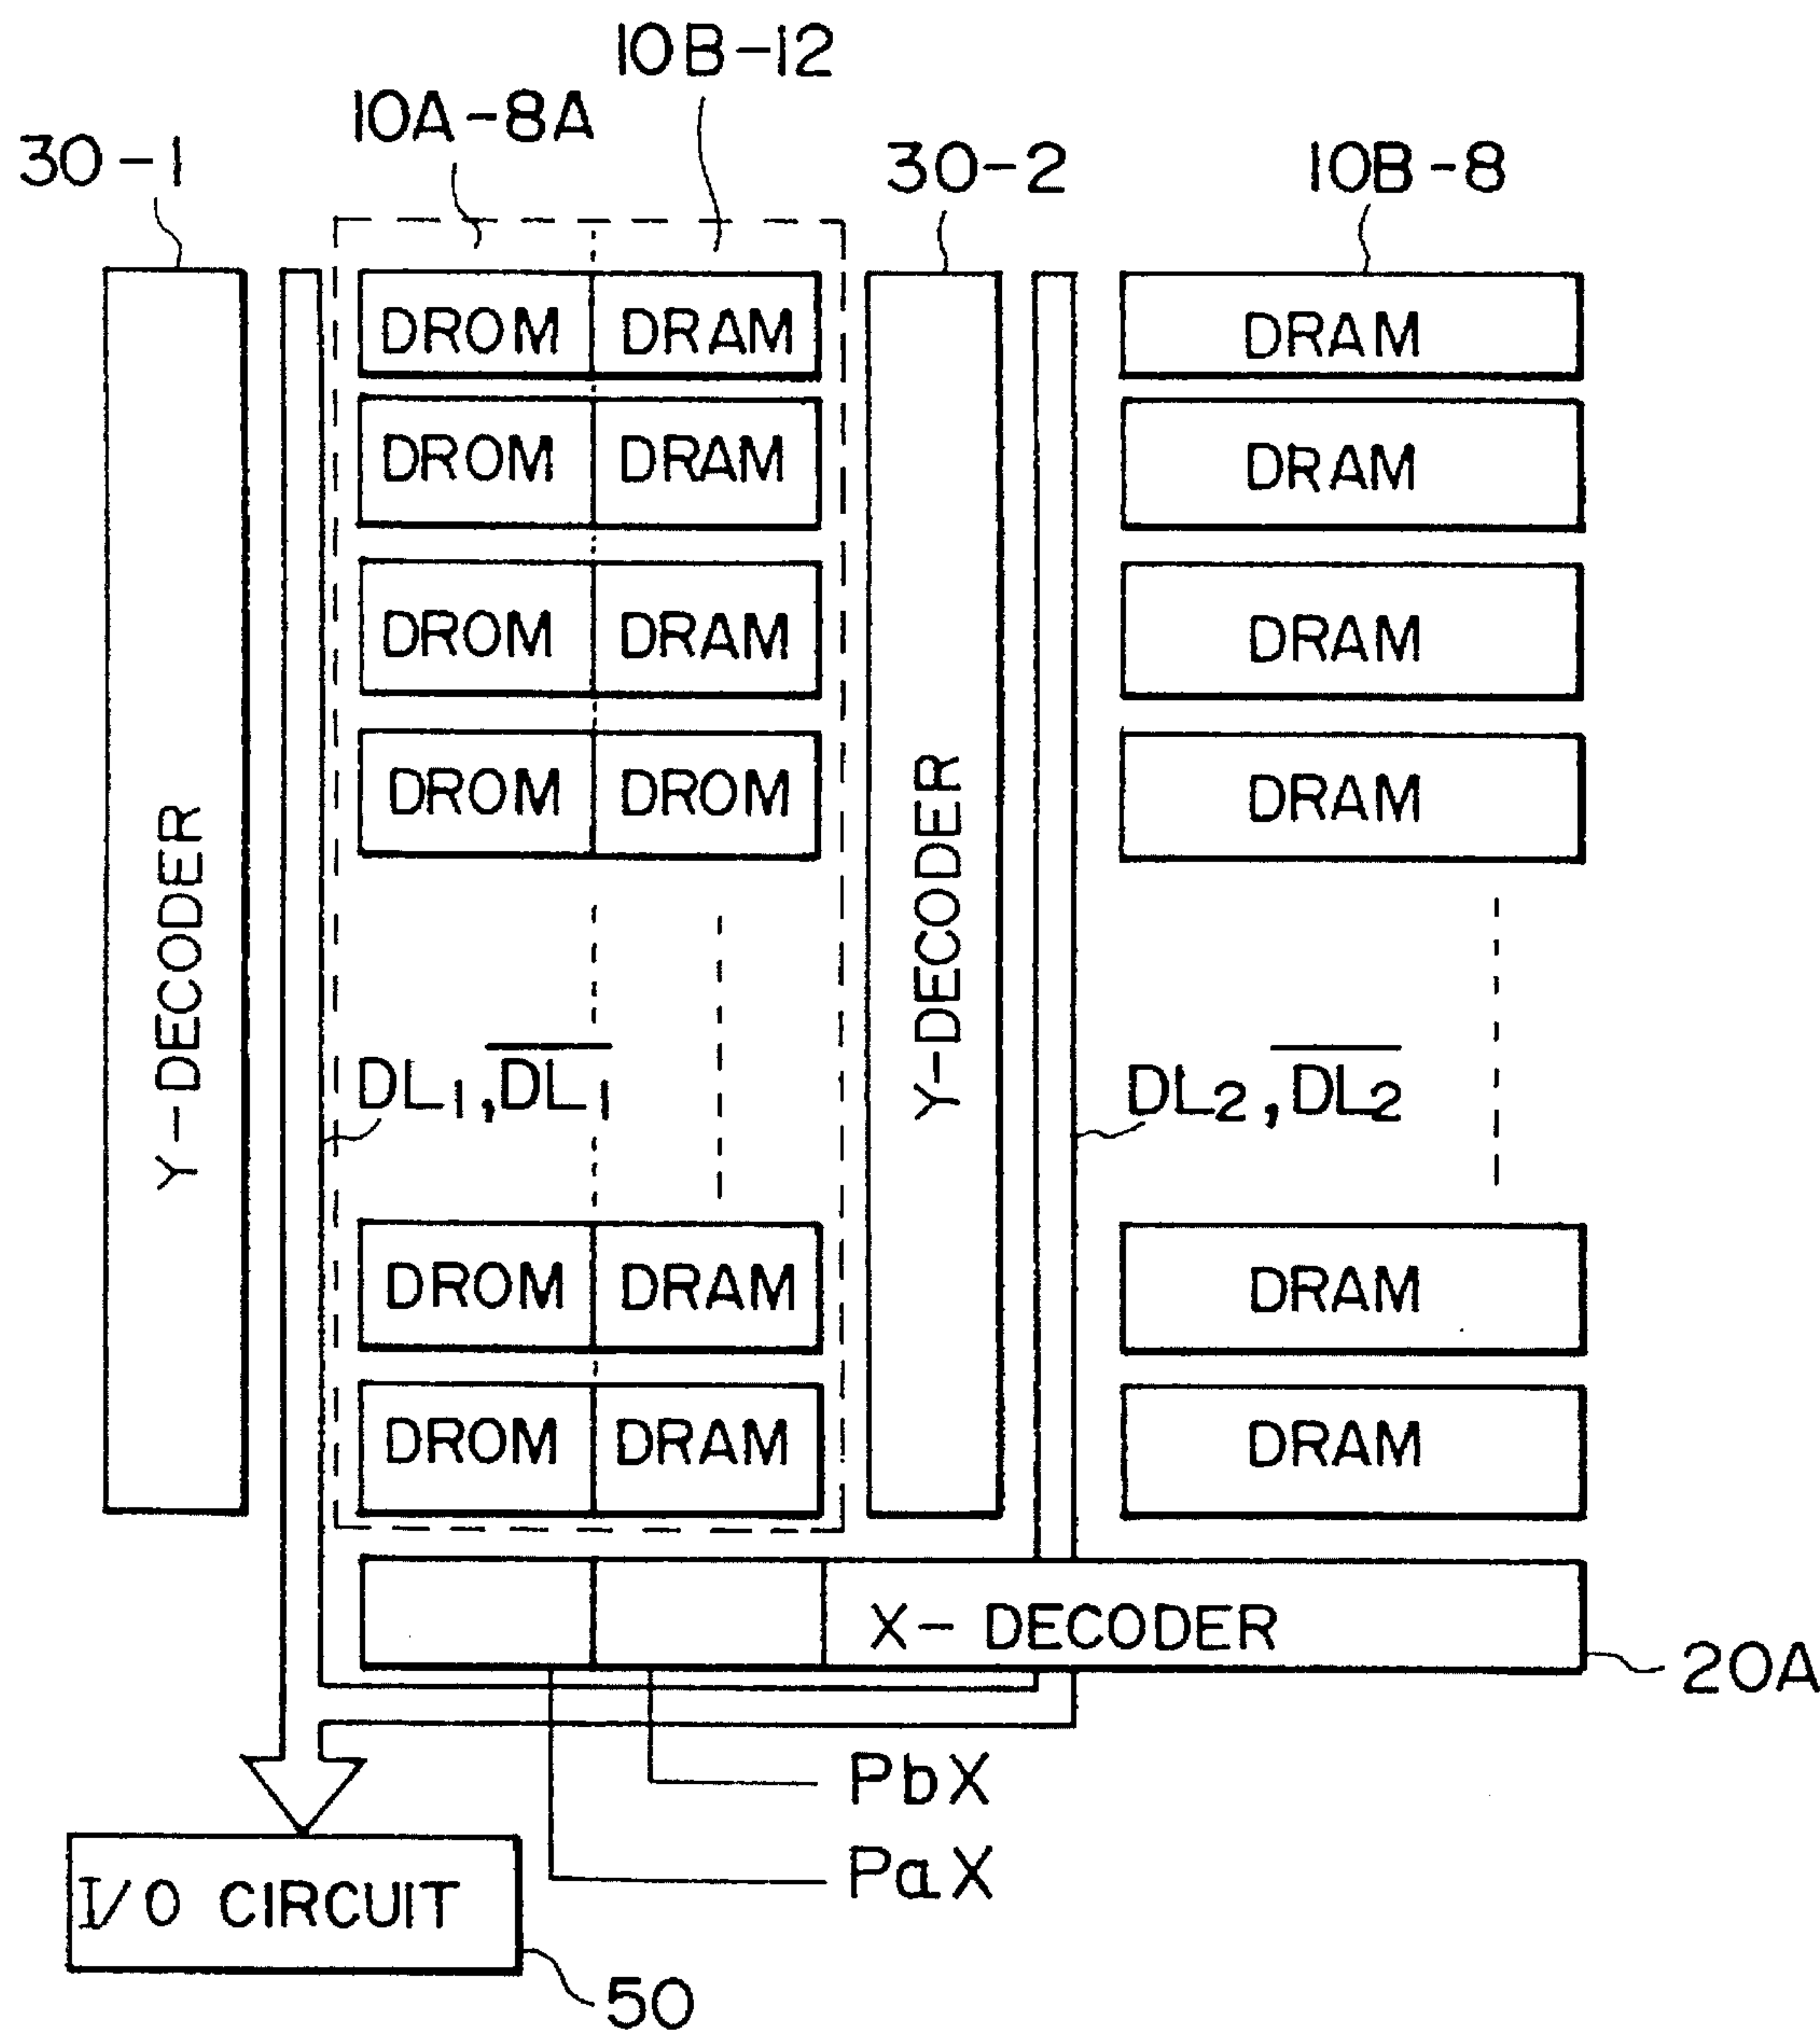 10B-12
10A-8A
30-1
30-2
10B-8
DROM DRAM DRAM
DROM DRAM DRAM
DROM DRAM DRAM
DROM DROM DRAM
Y-DECODER
Y-DECODER
DL₁, D̅L̅₁̅
DL₂, D̅L̅₂̅
DROM DRAM DRAM
DROM DRAM DRAM
X-DECODER
20A
PbX
PaX
I/O CIRCUIT
50